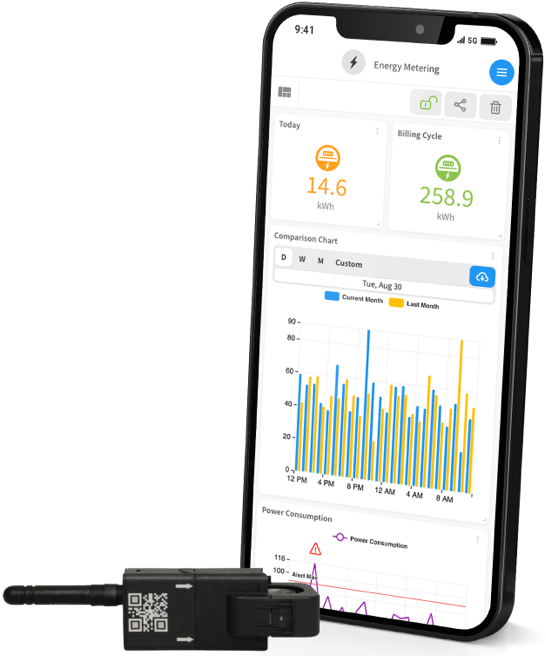 9:41
5G
Energy Metering
Today
14.6
kWh
Billing Cycle
258.9
kWh
Comparison Chart
D W M Custom
Tue, Aug 30
Current Month Last Month
90
80
60
40
20
0
12 PM 4 PM 8 PM 12 AM 4 AM 8 AM
Power Consumption
Power Consumption
116
100
Alert Max